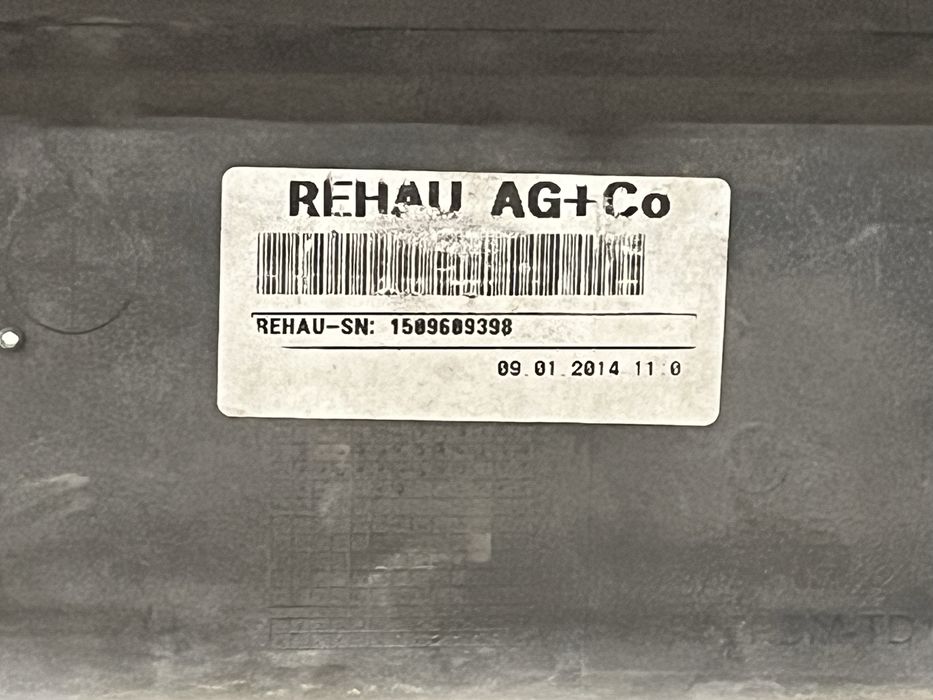 REHAU AG+Co
REHAU-SN: 1509609398
09.01.2014 11:0